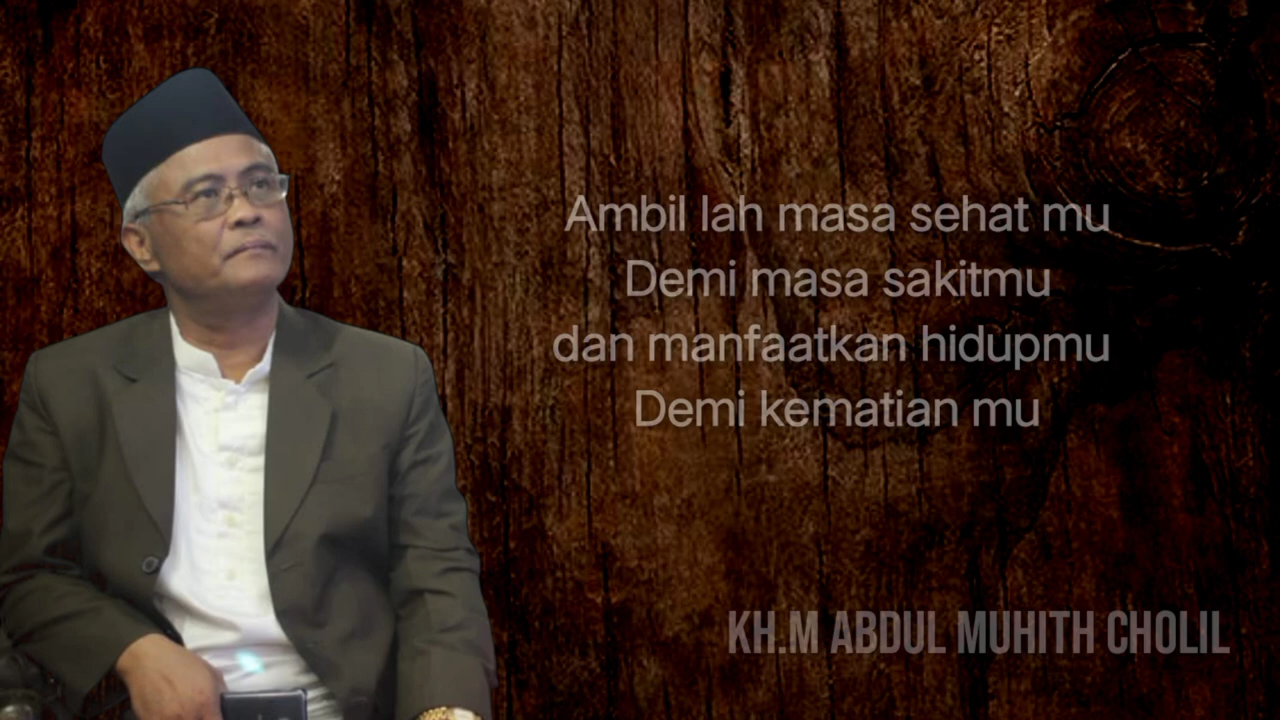 Ambil lah masa sehat mu
Demi masa sakitmu
dan manfaatkan hidupmu
Demi kematian mu
KH.M ABDUL MUHITH CHOLIL